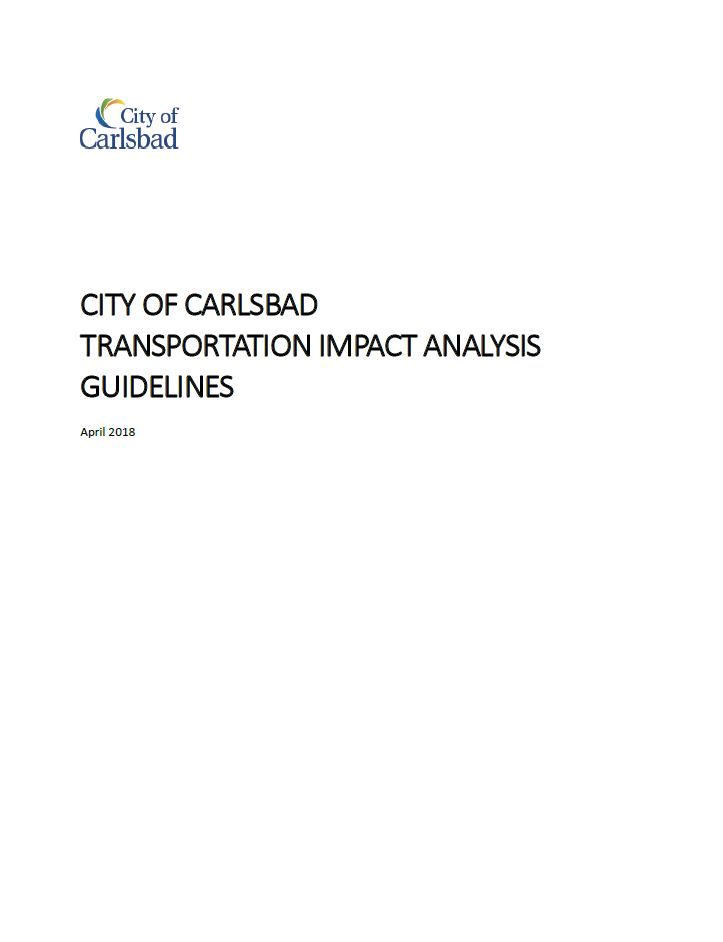 City of
Carlsbad
CITY OF CARLSBAD
TRANSPORTATION IMPACT ANALYSIS
GUIDELINES
April 2018